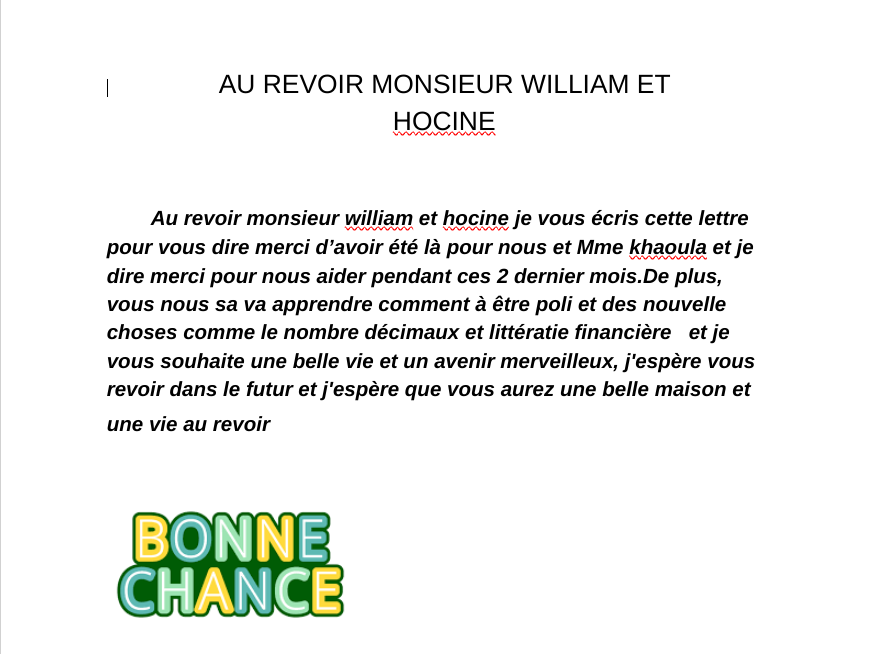 AU REVOIR MONSIEUR WILLIAM ET
HOCINE
Au revoir monsieur william et hocine je vous écris cette lettre
pour vous dire merci d’avoir été là pour nous et Mme khaoula et je
dire merci pour nous aider pendant ces 2 dernier mois.De plus,
vous nous sa va apprendre comment à être poli et des nouvelle
choses comme le nombre décimaux et littératie financière   et je
vous souhaite une belle vie et un avenir merveilleux, j'espère vous
revoir dans le futur et j'espère que vous aurez une belle maison et
une vie au revoir
BONNE
CHANCE